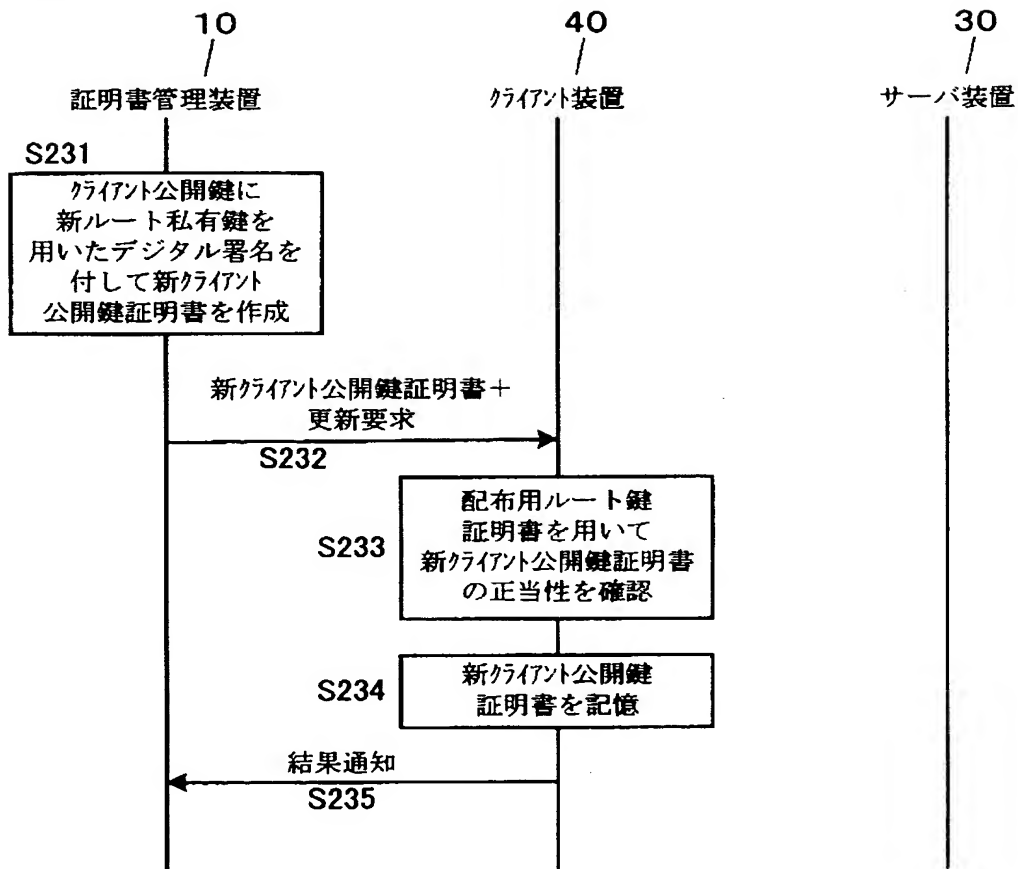 10
40
30
証明書管理装置
クライアント装置
サーバ装置
S231
クライアント公開鍵に
新ルート私有鍵を
用いたデジタル署名を
付して新クライアント
公開鍵証明書を作成
新クライアント公開鍵証明書+
更新要求
S232
S233
配布用ルート鍵
証明書を用いて
新クライアント公開鍵証明書
の正当性を確認
S234
新クライアント公開鍵
証明書を記憶
結果通知
S235